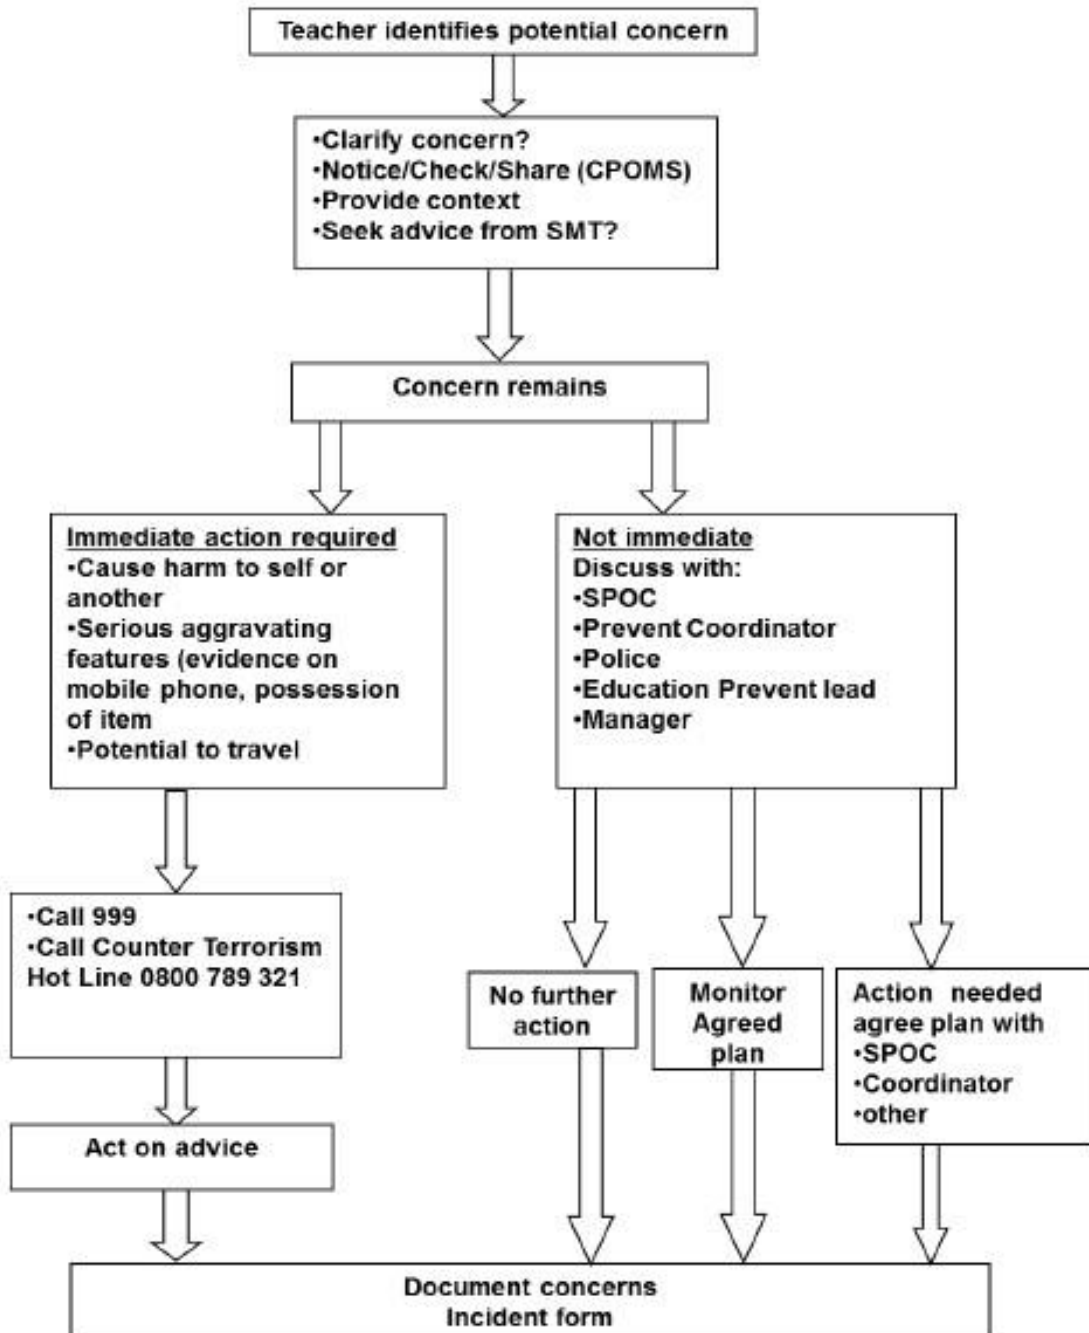 Teacher identifies potential concern
•Clarify concern?
•Notice/Check/Share (CPOMS)
•Provide context
•Seek advice from SMT?
Concern remains
Immediate action required
•Cause harm to self or
another
•Serious aggravating
features (evidence on
mobile phone, possession
of item
•Potential to travel
Not immediate
Discuss with:
•SPOC
•Prevent Coordinator
•Police
•Education Prevent lead
•Manager
•Call 999
•Call Counter Terrorism
Hot Line 0800 789 321
No further
action
Monitor
Agreed
plan
Action needed
agree plan with
•SPOC
•Coordinator
•other
Act on advice
Document concerns
Incident form